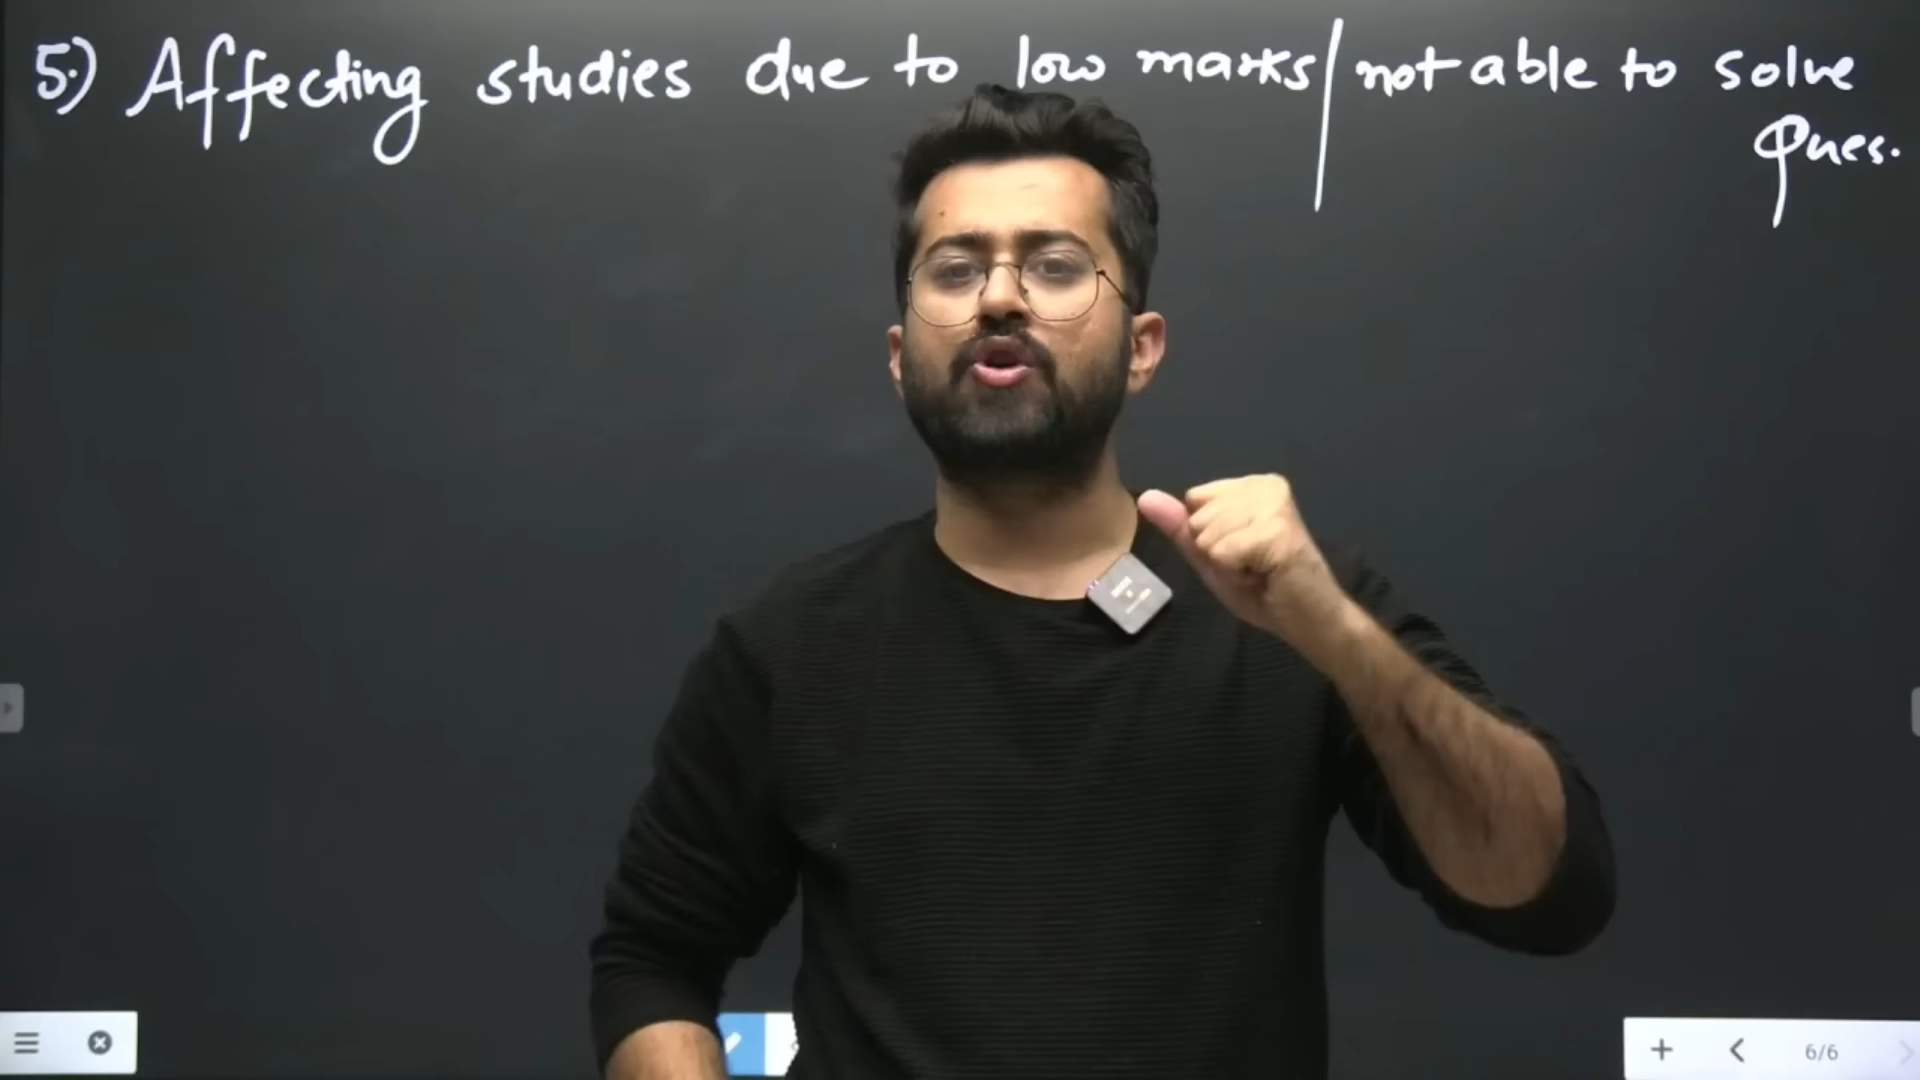 5.) Affecting studies due to low marks/not able to solve
Ques.
6/6